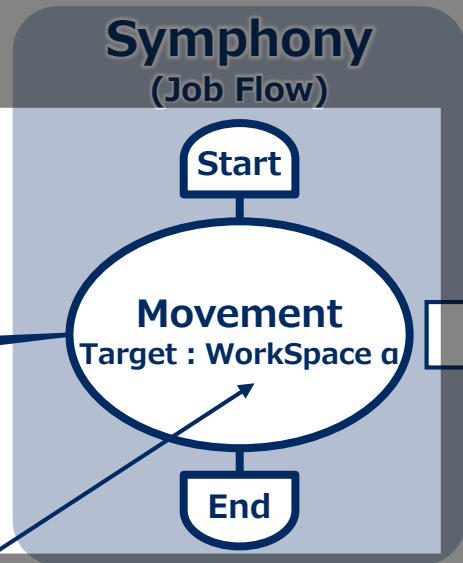 Symphony
(Job Flow)
Start
Movement
Target : WorkSpace α
End